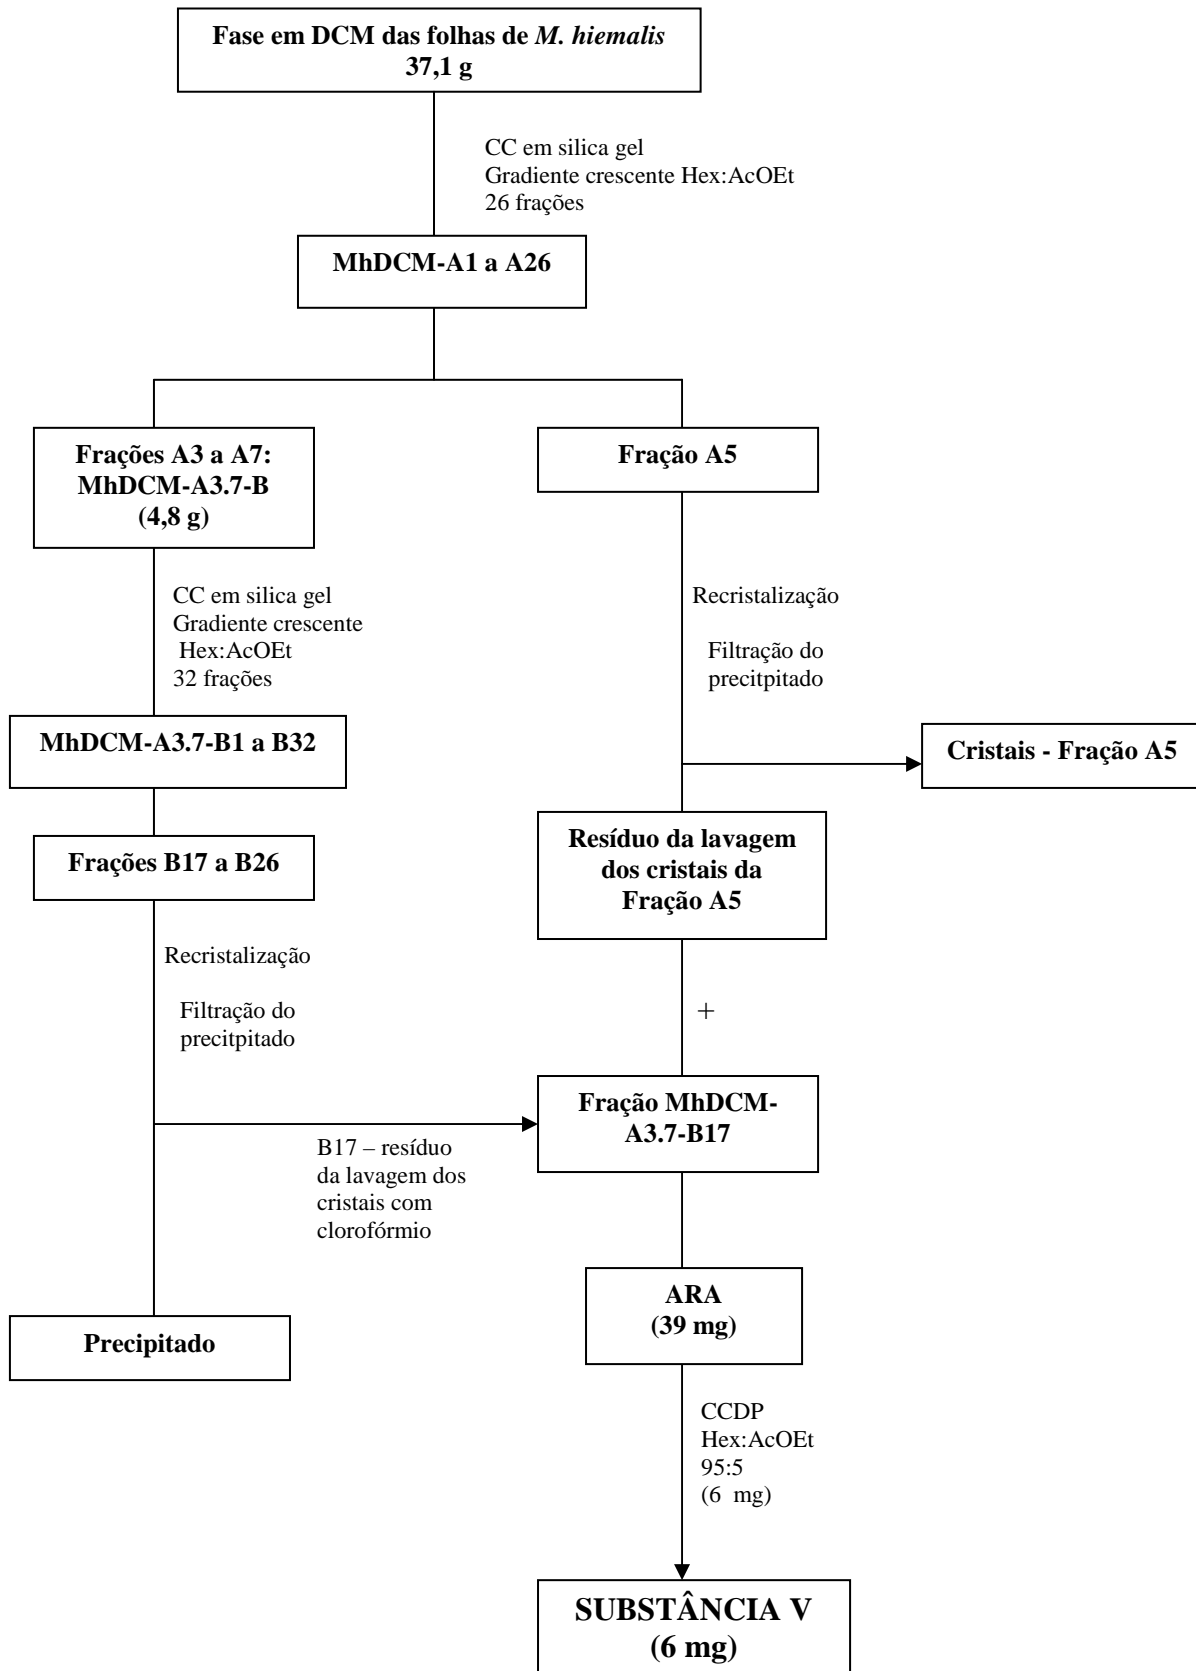 Fase em DCM das folhas de M. hiemalis
37,1 g
CC em silica gel
Gradiente crescente Hex:AcOEt
26 frações
MhDCM-A1 a A26
Frações A3 a A7:
MhDCM-A3.7-B
(4,8 g)
Fração A5
CC em silica gel
Gradiente crescente
Hex:AcOEt
32 frações
Recristalização
Filtração do
precitpitado
MhDCM-A3.7-B1 a B32
Cristais - Fração A5
Frações B17 a B26
Resíduo da lavagem
dos cristais da
Fração A5
Recristalização
Filtração do
precitpitado
+
Fração MhDCM-
A3.7-B17
B17 – resíduo
da lavagem dos
cristais com
clorofórmio
Precipitado
ARA
(39 mg)
CCDP
Hex:AcOEt
95:5
(6 mg)
SUBSTÂNCIA V
(6 mg)